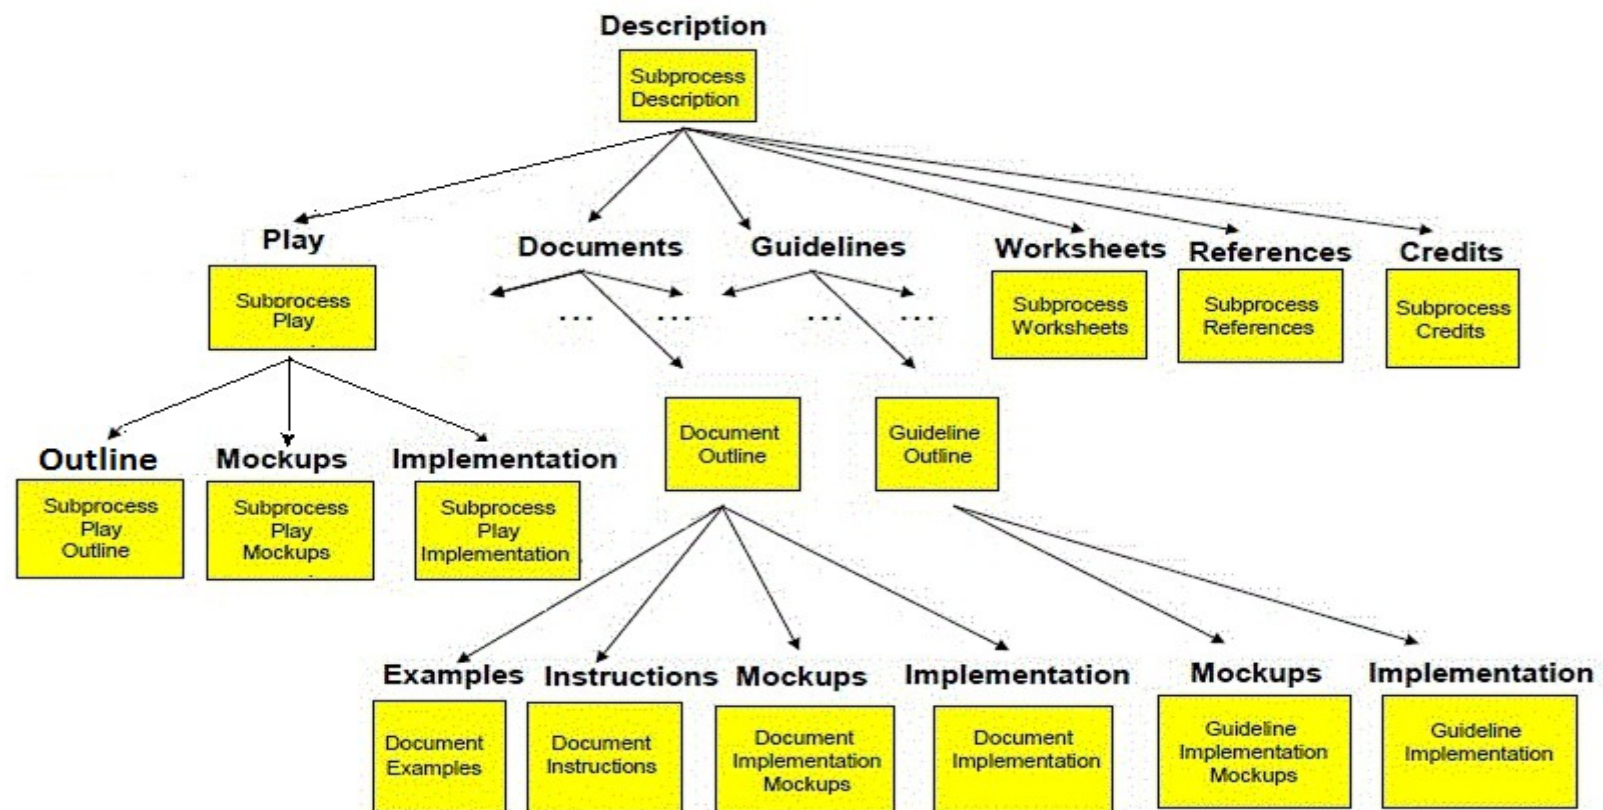 Description
Subprocess
Description
Play
Documents
Guidelines
Worksheets
References
Credits
Subprocess
Play
Subprocess
Worksheets
Subprocess
References
Subprocess
Credits
...
...
...
...
Document
Outline
Guideline
Outline
Outline
Mockups
Implementation
Subprocess
Play
Outline
Subprocess
Play
Mockups
Subprocess
Play
Implementation
Examples
Instructions
Mockups
Implementation
Mockups
Implementation
Document
Examples
Document
Instructions
Document
Implementation
Mockups
Document
Implementation
Guideline
Implementation
Mockups
Guideline
Implementation